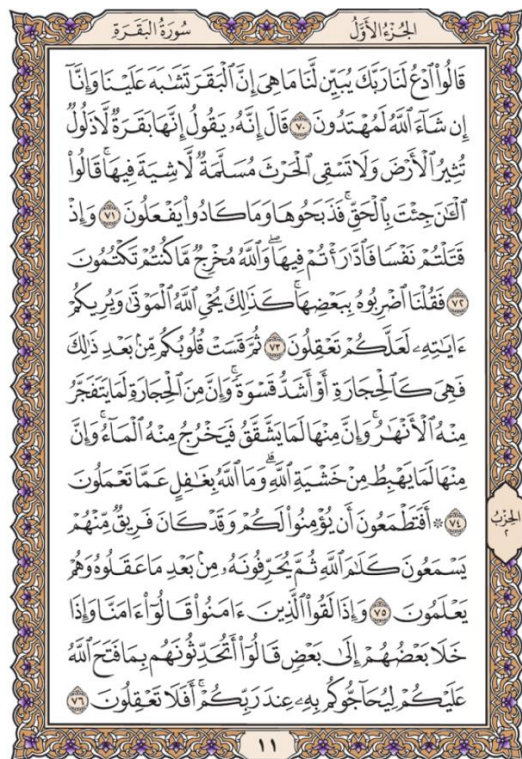 سُورَةُ البَقَرَةِ
الجُزْءُ الأَوَّلُ
قَالُوا۟ ٱدْعُ لَنَا رَبَّكَ يُبَيِّن لَّنَا مَا هِىَ إِنَّ ٱلْبَقَرَ تَشَٰبَهَ عَلَيْنَا وَإِنَّآ
إِن شَآءَ ٱللَّهُ لَمُهْتَدُونَ ٧٠ قَالَ إِنَّهُۥ يَقُولُ إِنَّهَا بَقَرَةٌ لَّا ذَلُولٌ
تُثِيرُ ٱلْأَرْضَ وَلَا تَسْقِى ٱلْحَرْثَ مُسَلَّمَةٌ لَّا شِيَةَ فِيهَا ۚ قَالُوا۟
ٱلْـَٰٔنَ جِئْتَ بِٱلْحَقِّ ۚ فَذَبَحُوهَا وَمَا كَادُوا۟ يَفْعَلُونَ ٧١ وَإِذْ
قَتَلْتُمْ نَفْسًا فَٱدَّٰرَْٰٔتُمْ فِيهَا ۖ وَٱللَّهُ مُخْرِجٌ مَّا كُنتُمْ تَكْتُمُونَ
٧٢ فَقُلْنَا ٱضْرِبُوهُ بِبَعْضِهَا ۚ كَذَٰلِكَ يُحْىِ ٱللَّهُ ٱلْمَوْتَىٰ وَيُرِيكُمْ
ءَايَٰتِهِۦ لَعَلَّكُمْ تَعْقِلُونَ ٧٣ ثُمَّ قَسَتْ قُلُوبُكُم مِّنۢ بَعْدِ ذَٰلِكَ
فَهِىَ كَٱلْحِجَارَةِ أَوْ أَشَدُّ قَسْوَةً ۚ وَإِنَّ مِنَ ٱلْحِجَارَةِ لَمَا يَتَفَجَّرُ
مِنْهُ ٱلْأَنْهَٰرُ ۚ وَإِنَّ مِنْهَا لَمَا يَشَّقَّقُ فَيَخْرُجُ مِنْهُ ٱلْمَآءُ ۚ وَإِنَّ
مِنْهَا لَمَا يَهْبِطُ مِنْ خَشْيَةِ ٱللَّهِ ۗ وَمَا ٱللَّهُ بِغَٰفِلٍ عَمَّا تَعْمَلُونَ
٧٤ ۞ أَفَتَطْمَعُونَ أَن يُؤْمِنُوا۟ لَكُمْ وَقَدْ كَانَ فَرِيقٌ مِّنْهُمْ
يَسْمَعُونَ كَلَٰمَ ٱللَّهِ ثُمَّ يُحَرِّفُونَهُۥ مِنۢ بَعْدِ مَا عَقَلُوهُ وَهُمْ
يَعْلَمُونَ ٧٥ وَإِذَا لَقُوا۟ ٱلَّذِينَ ءَامَنُوا۟ قَالُوٓا۟ ءَامَنَّا وَإِذَا
خَلَا بَعْضُهُمْ إِلَىٰ بَعْضٍ قَالُوٓا۟ أَتُحَدِّثُونَهُم بِمَا فَتَحَ ٱللَّهُ
عَلَيْكُمْ لِيُحَآجُّوكُم بِهِۦ عِندَ رَبِّكُمْ ۚ أَفَلَا تَعْقِلُونَ ٧٦
الحِزْبُ
٢
١١